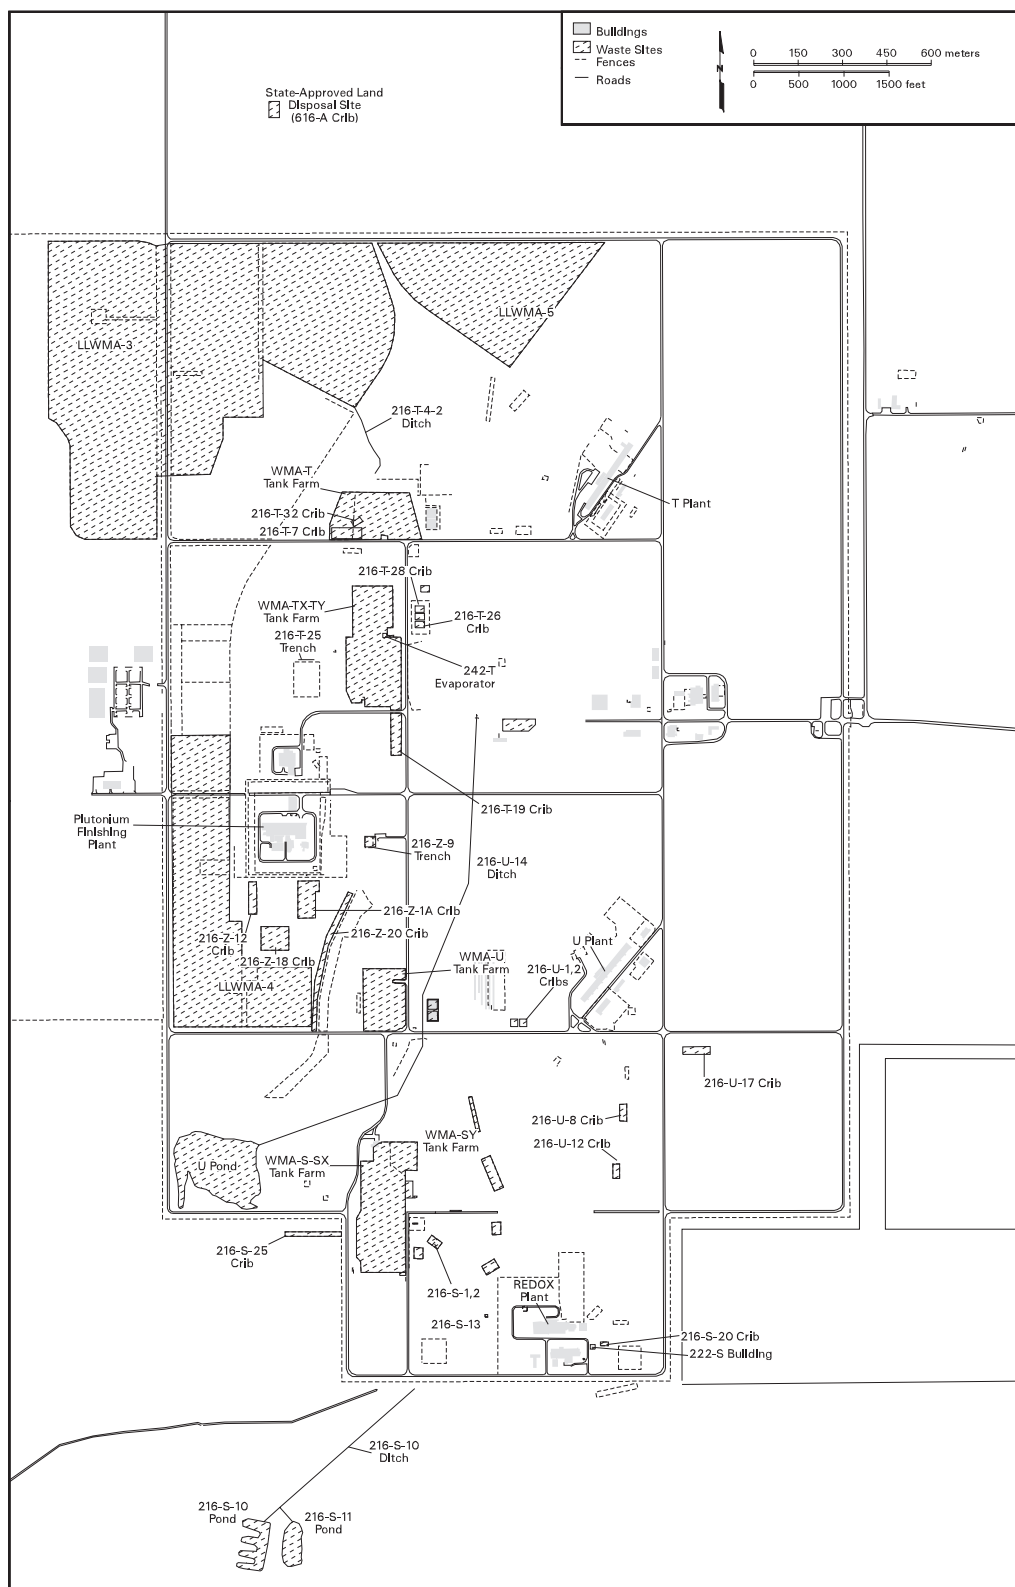 Buildings
Waste Sites
Fences
Roads
N
0 150 300 450 600 meters
0 500 1000 1500 feet
State-Approved Land
Disposal Site
(616-A Crib)
LLWMA-5
LLWMA-3
216-T-4-2
Ditch
WMA-T
Tank Farm
T Plant
216-T-32 Crib
216-T-7 Crib
216-T-28 Crib
WMA-TX-TY
Tank Farm
216-T-26
Crib
216-T-25
Trench
242-T
Evaporator
216-T-19 Crib
Plutonium
Finishing
Plant
216-Z-9
Trench
216-U-14
Ditch
216-Z-1A Crib
216-Z-20 Crib
216-Z-12
Crib
216-Z-18 Crib
U Plant
WMA-U
Tank Farm
216-U-1,2
Cribs
LLWMA-4
216-U-17 Crib
216-U-8 Crib
WMA-SY
Tank Farm
216-U-12 Crib
U Pond
WMA-S-SX
Tank Farm
216-S-25
Crib
216-S-1,2
REDOX
Plant
216-S-13
216-S-20 Crib
222-S Building
216-S-10
Ditch
216-S-10
Pond
216-S-11
Pond